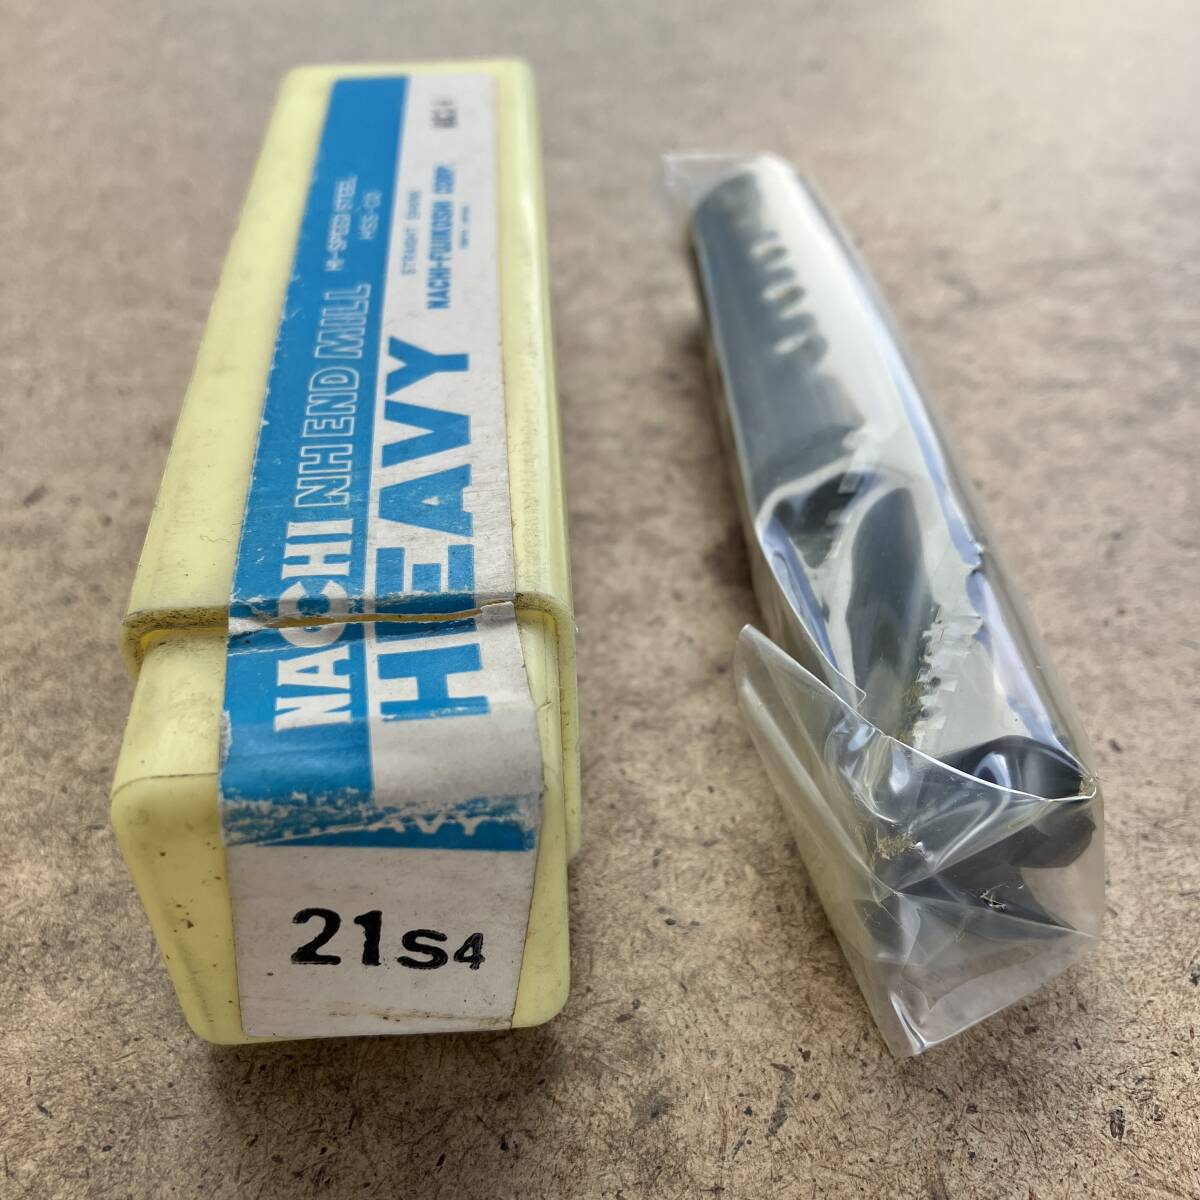 NACHI NH END MILL
HI-SPEED STEEL
HSS-CO
HEAVY
STRAIGHT SHANK
NACHI-FUJIKOSHI CORP.
21S4